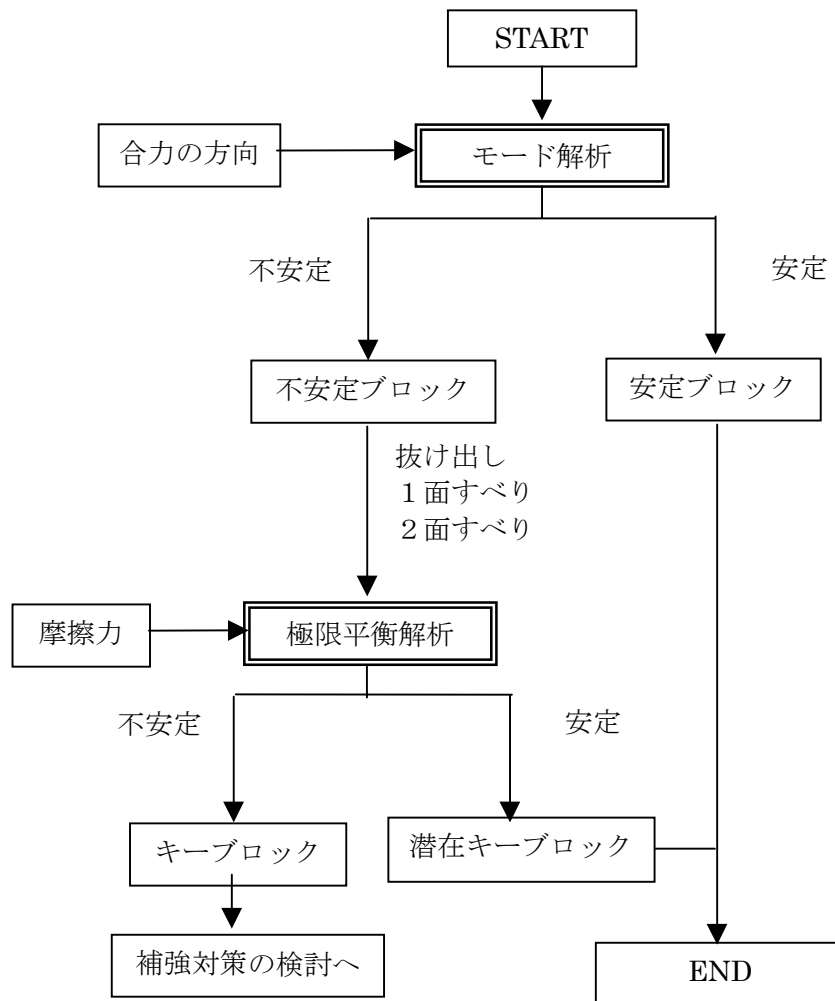 START
合力の方向
モード解析
不安定
安定
不安定ブロック
安定ブロック
抜け出し
１面すべり
２面すべり
摩擦力
極限平衡解析
不安定
安定
キーブロック
潜在キーブロック
補強対策の検討へ
END